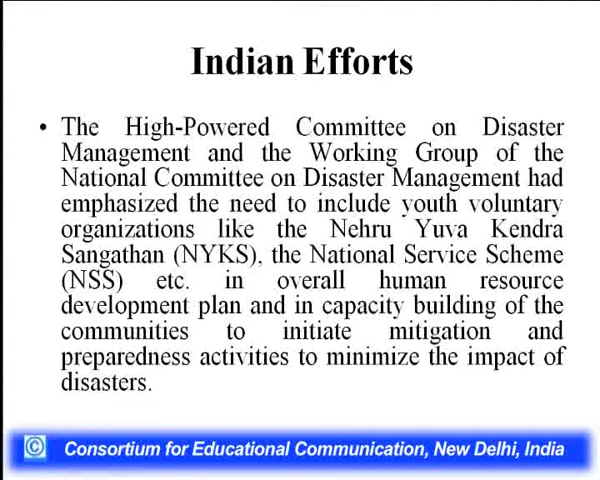 Indian Efforts
• The High-Powered Committee on Disaster
Management and the Working Group of the
National Committee on Disaster Management had
emphasized the need to include youth voluntary
organizations like the Nehru Yuva Kendra
Sangathan (NYKS), the National Service Scheme
(NSS) etc. in overall human resource
development plan and in capacity building of the
communities to initiate mitigation and
preparedness activities to minimize the impact of
disasters.
© Consortium for Educational Communication, New Delhi, India